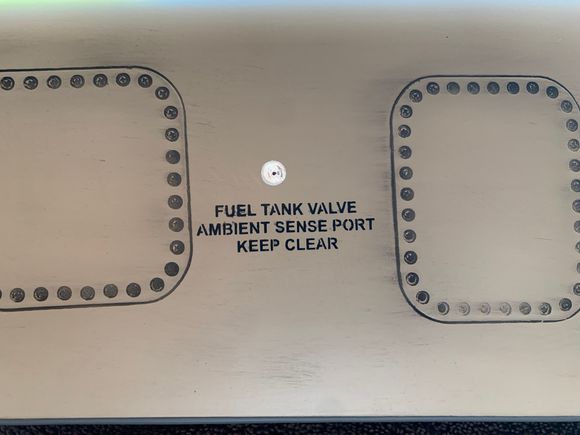 FUEL TANK VALVE
AMBIENT SENSE PORT
KEEP CLEAR